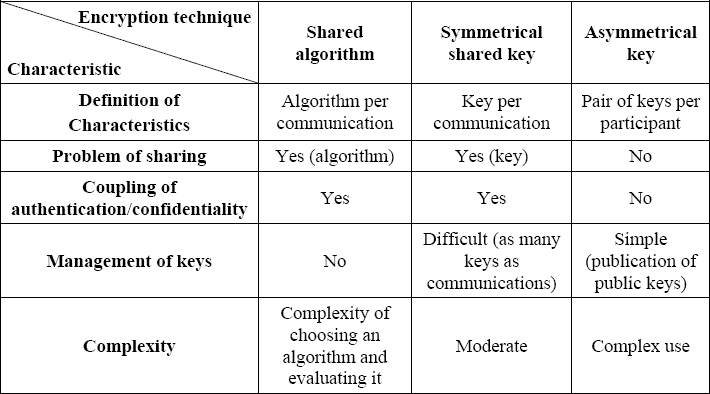 Encryption technique
Characteristic
Shared
algorithm
Symmetrical
shared key
Asymmetrical
key
Definition of
Characteristics
Algorithm per
communication
Key per
communication
Pair of keys per
participant
Problem of sharing
Yes (algorithm)
Yes (key)
No
Coupling of
authentication/confidentiality
Yes
Yes
No
Management of keys
No
Difficult (as many
keys as
communications)
Simple
(publication of
public keys)
Complexity
Complexity of
choosing an
algorithm and
evaluating it
Moderate
Complex use